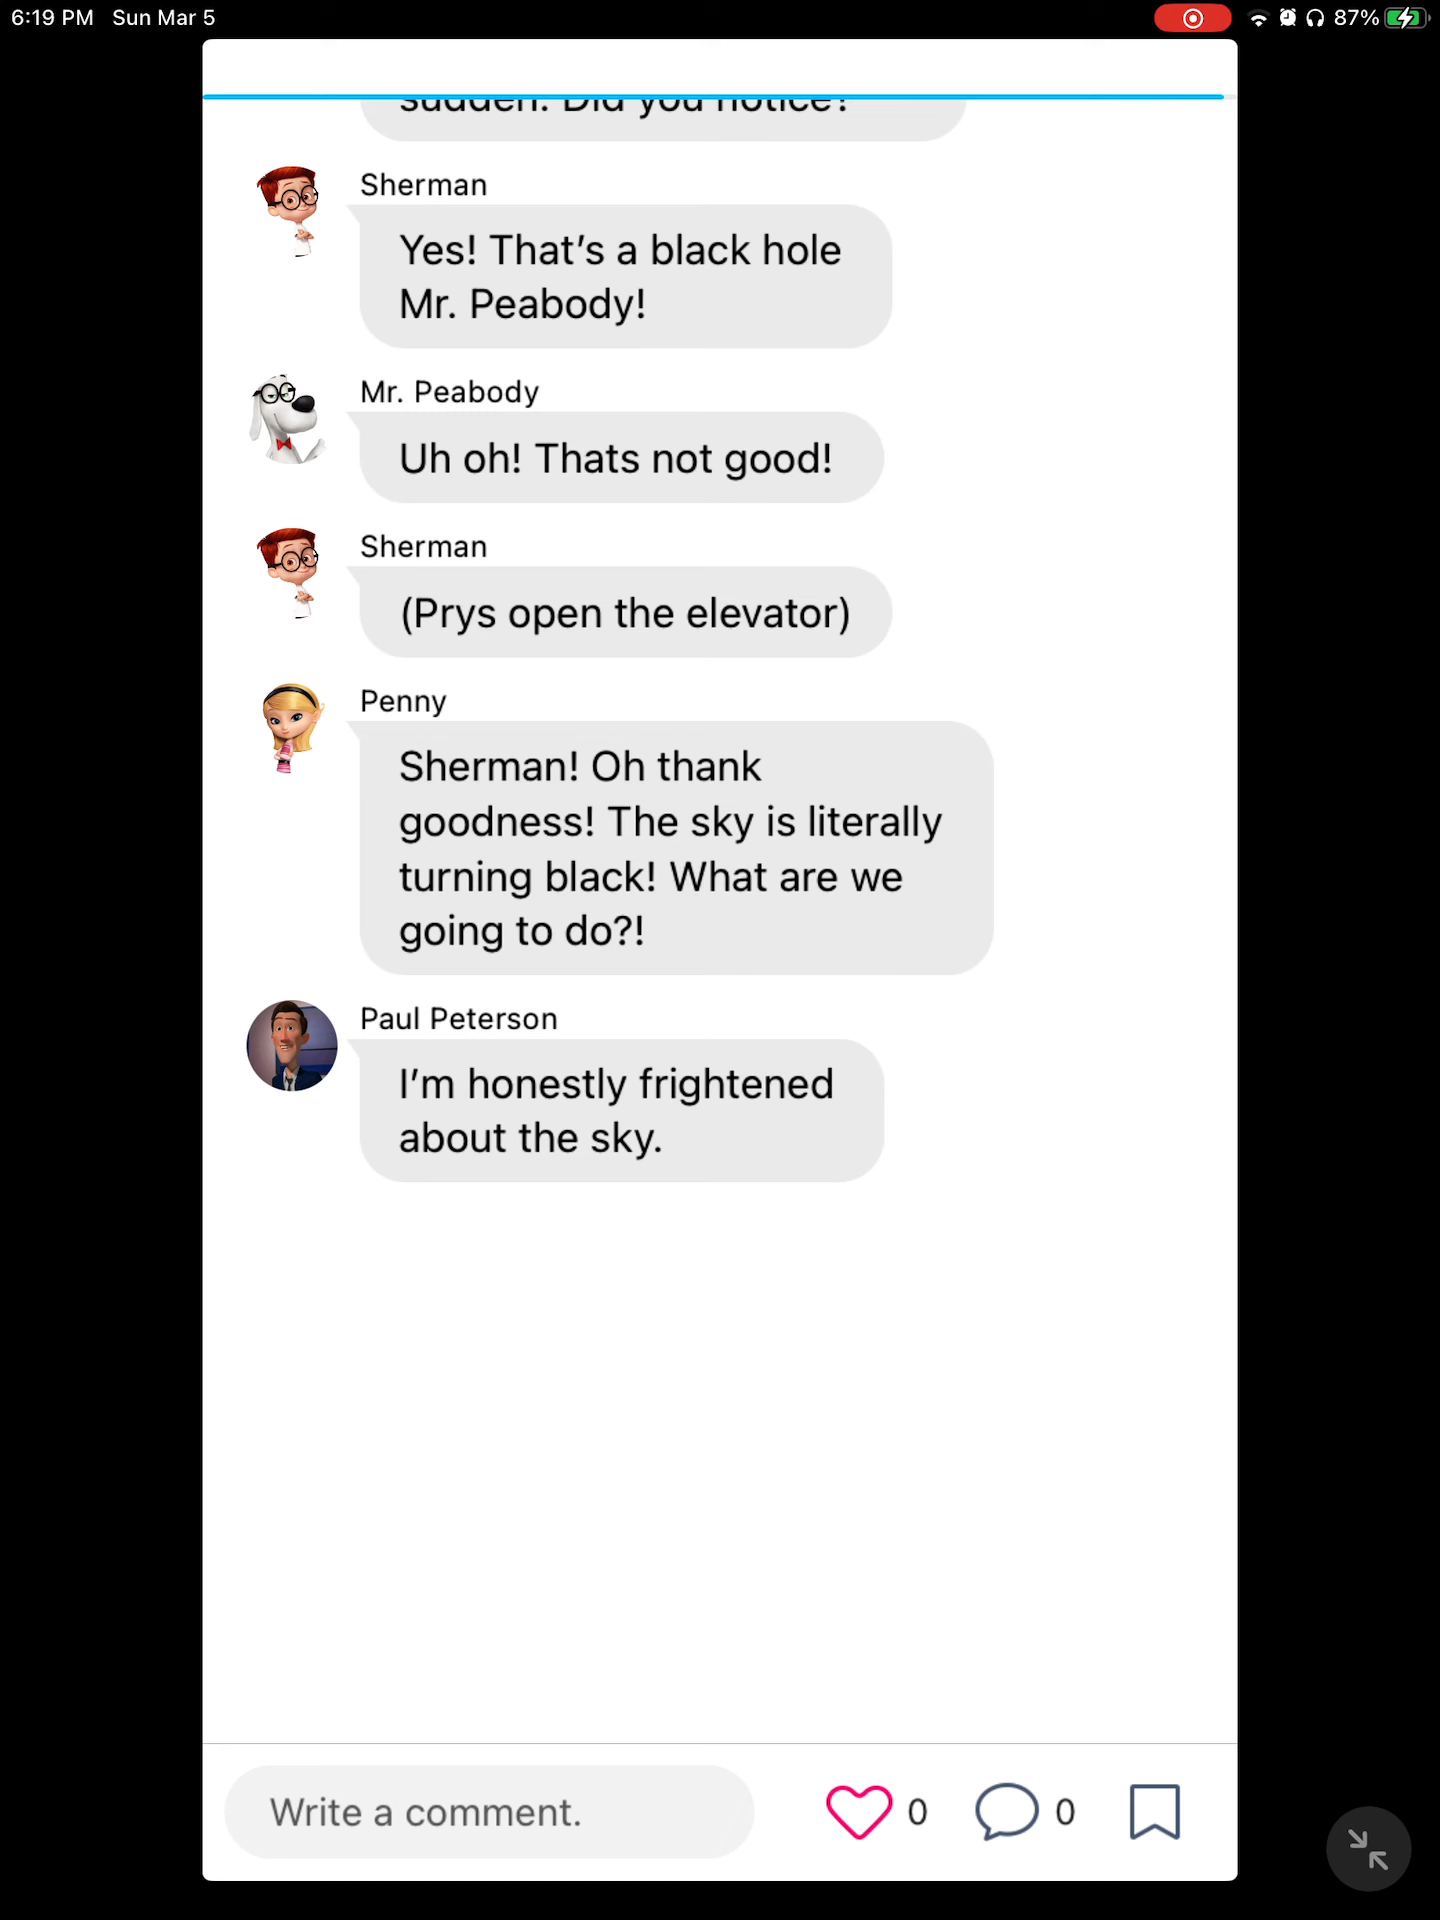 6:19 PM Sun Mar 5
87%
sudden. Did you notice?
Sherman
Yes! That’s a black hole
Mr. Peabody!
Mr. Peabody
Uh oh! Thats not good!
Sherman
(Prys open the elevator)
Penny
Sherman! Oh thank
goodness! The sky is literally
turning black! What are we
going to do?!
Paul Peterson
I’m honestly frightened
about the sky.
Write a comment.
0
0